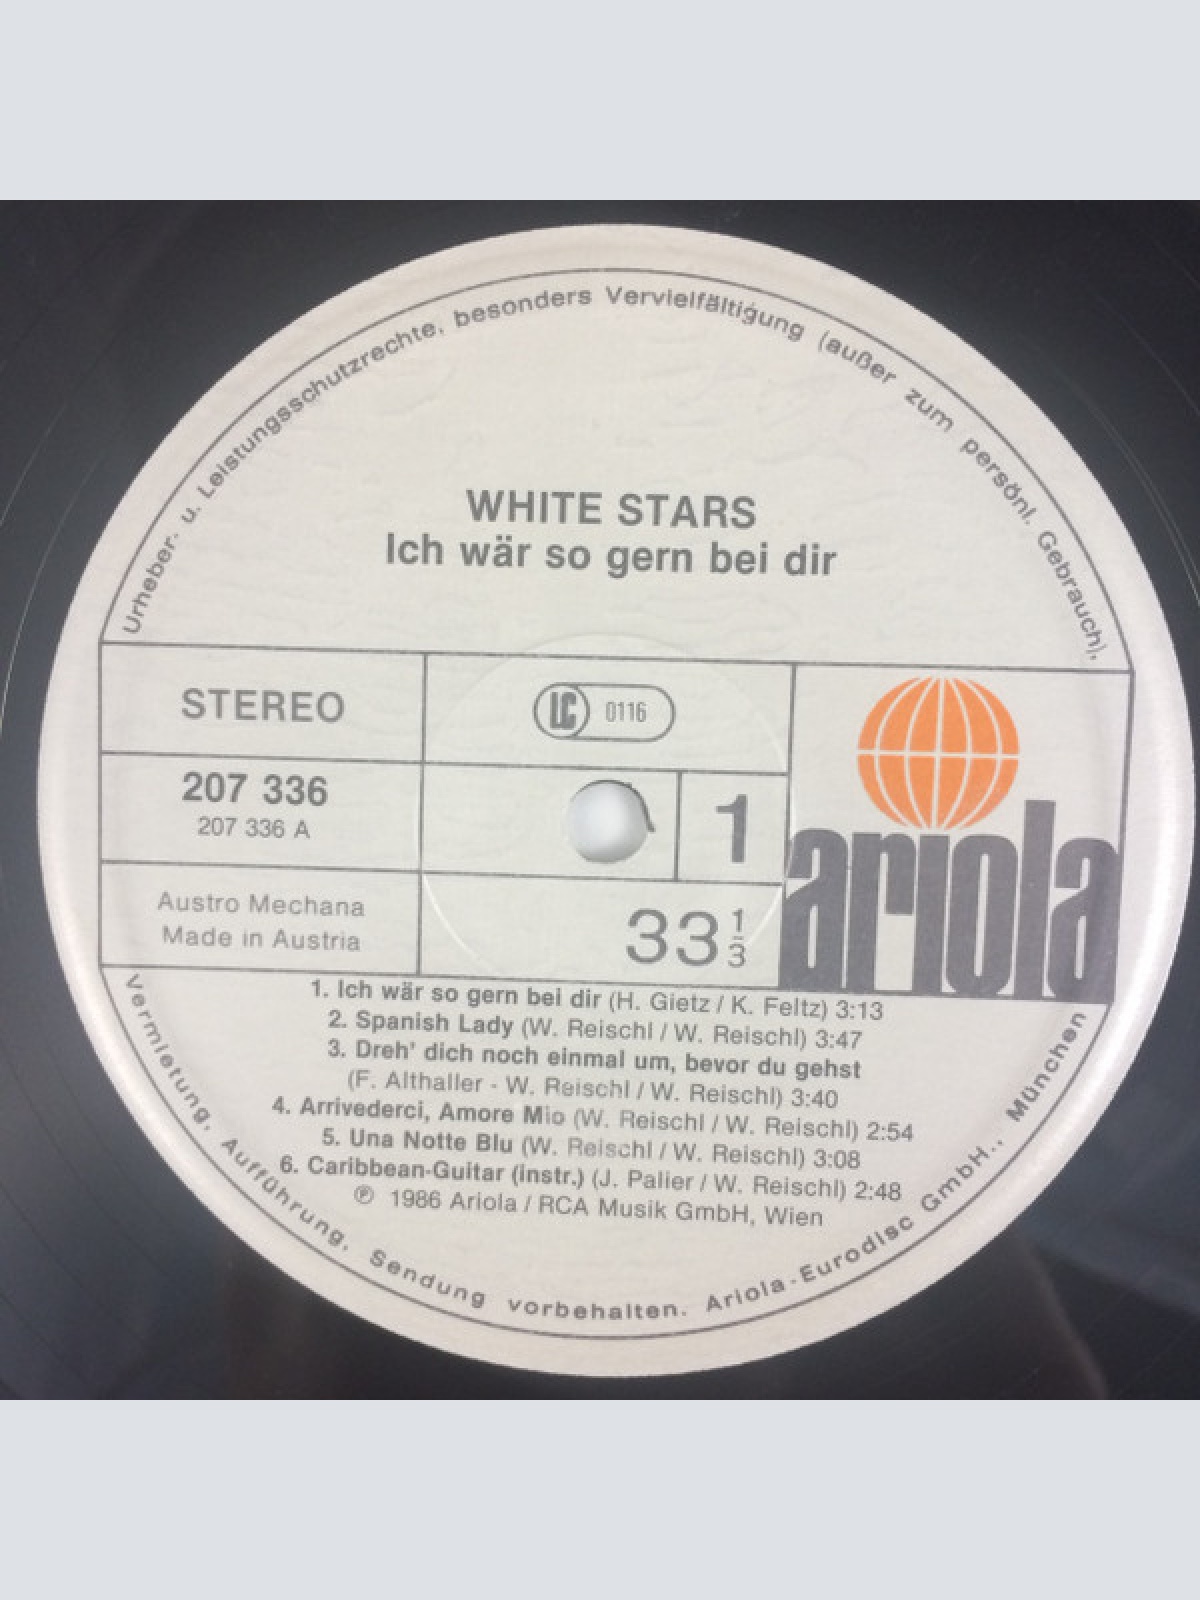 Urheber- u. Leistungsschutzrechte, besonders Vervielfältigung (außer zum persönl. Gebrauch),
WHITE STARS
Ich wär so gern bei dir
STEREO
LC 0116
207 336
207 336 A
1
Austro Mechana
Made in Austria
33 1/3
ariola
1. Ich wär so gern bei dir (H. Gietz / K. Feltz) 3:13
2. Spanish Lady (W. Reischl / W. Reischl) 3:47
3. Dreh' dich noch einmal um, bevor du gehst
(F. Althaller - W. Reischl / W. Reischl) 3:40
4. Arrivederci, Amore Mio (W. Reischl / W. Reischl) 2:54
5. Una Notte Blu (W. Reischl / W. Reischl) 3:08
6. Caribbean-Guitar (instr.) (J. Palier / W. Reischl) 2:48
℗ 1986 Ariola / RCA Musik GmbH, Wien
Vermietung, Aufführung, Sendung vorbehalten. Ariola-Eurodisc GmbH., München